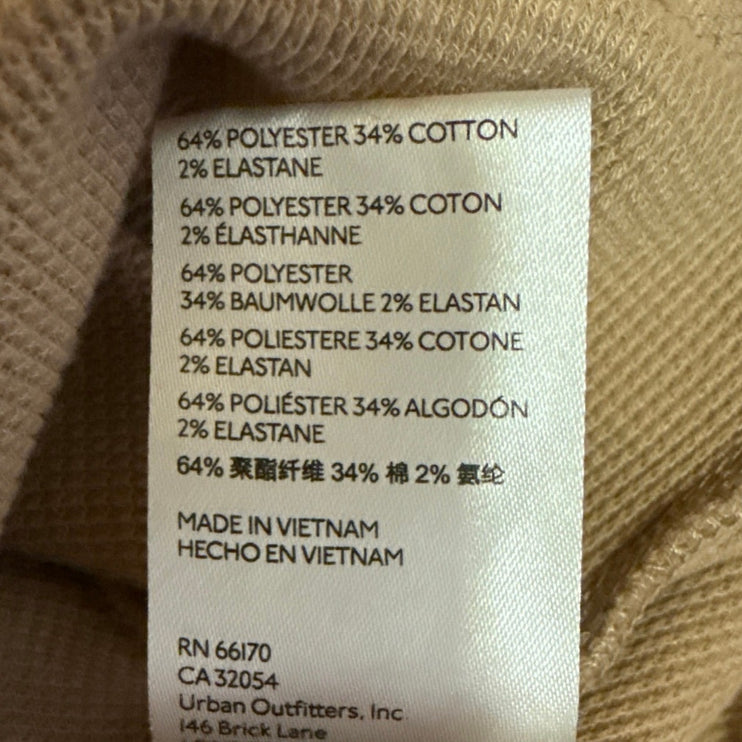 64% POLYESTER 34% COTTON
2% ELASTANE
64% POLYESTER 34% COTON
2% ÉLASTHANNE
64% POLYESTER
34% BAUMWOLLE 2% ELASTAN
64% POLIESTERE 34% COTONE
2% ELASTAN
64% POLIÉSTER 34% ALGODÓN
2% ELASTANE
64% 聚酯纤维 34% 棉 2% 氨纶
MADE IN VIETNAM
HECHO EN VIETNAM
RN 66170
CA 32054
Urban Outfitters, Inc
146 Brick Lane